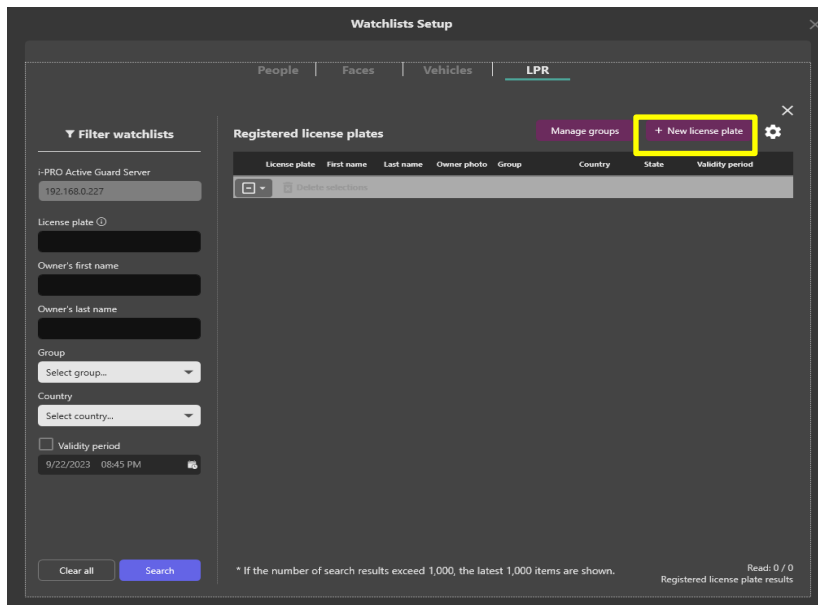 Watchlists Setup
People Faces Vehicles LPR
Filter watchlists
i-PRO Active Guard Server
192.168.0.227
License plate
Owner's first name
Owner's last name
Group
Select group...
Country
Select country...
Validity period
9/22/2023 08:45 PM
Clear all Search
Registered license plates
Manage groups + New license plate
License plate First name Last name Owner photo Group Country State Validity period
Delete selections
* If the number of search results exceed 1,000, the latest 1,000 items are shown.
Read: 0 / 0
Registered license plate results